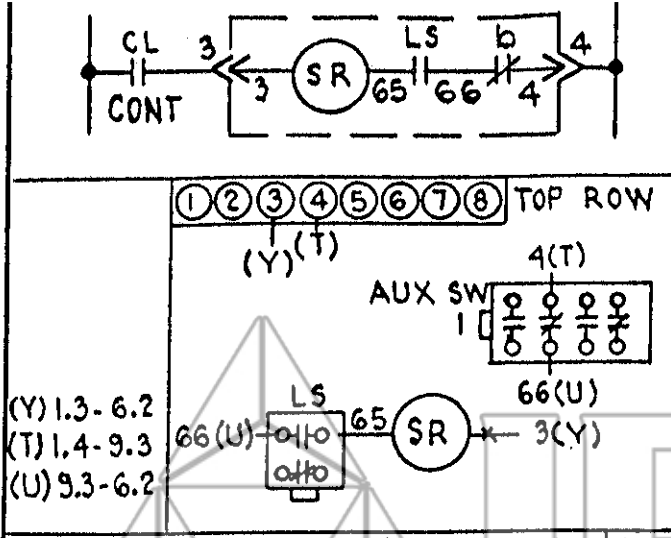 CL 3 LS b 4
SR
3 65 66 4
CONT
1 2 3 4 5 6 7 8 TOP ROW
(Y) (T)
4(T)
AUX SW
1
66(U)
LS
(Y) 1.3-6.2
66(U) 65 SR 3(Y)
(T) 1.4-9.3
(U) 9.3-6.2